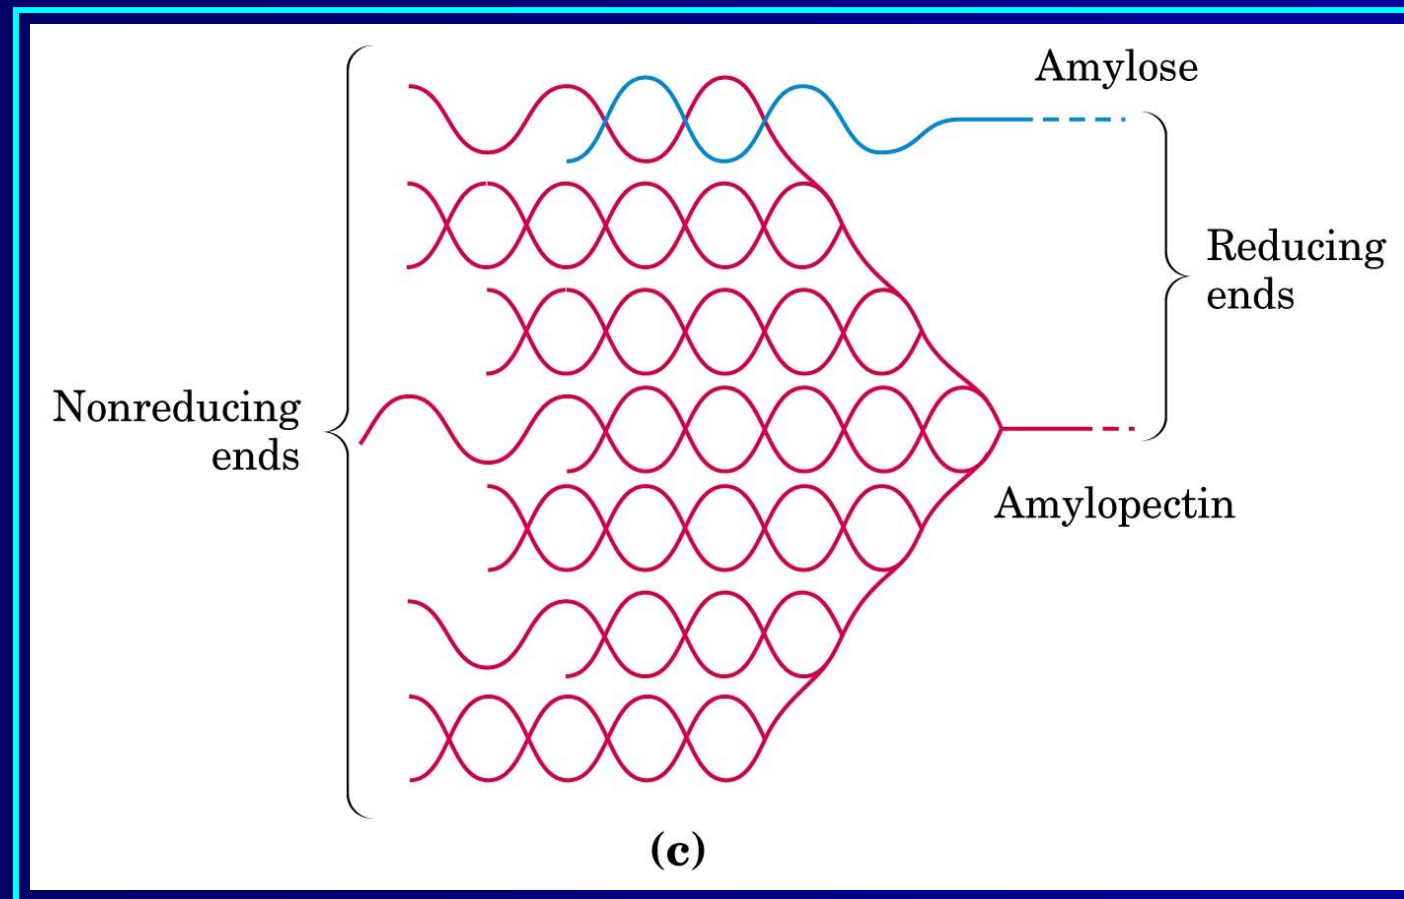 Amylose
Reducing
ends
Nonreducing
ends
Amylopectin
(c)